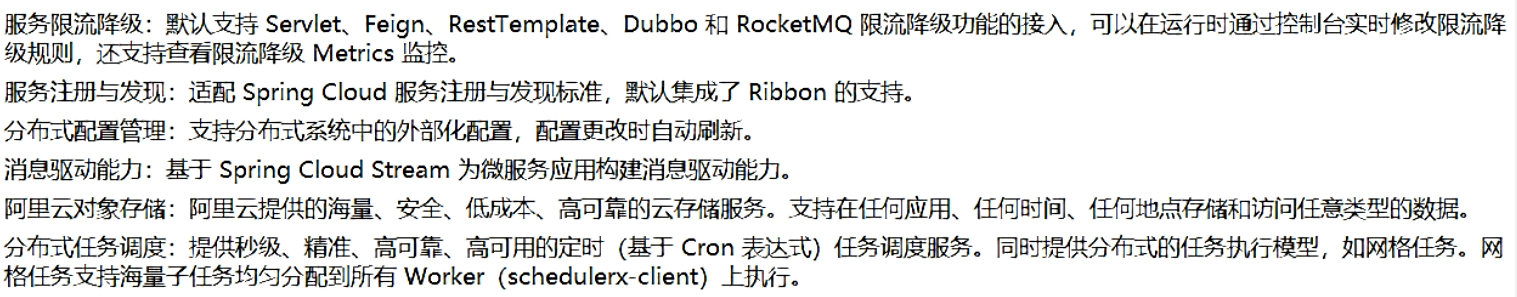 服务限流降级：默认支持 Servlet、Feign、RestTemplate、Dubbo 和 RocketMQ 限流降级功能的接入，可以在运行时通过控制台实时修改限流降
级规则，还支持查看限流降级 Metrics 监控。
服务注册与发现：适配 Spring Cloud 服务注册与发现标准，默认集成了 Ribbon 的支持。
分布式配置管理：支持分布式系统中的外部化配置，配置更改时自动刷新。
消息驱动能力：基于 Spring Cloud Stream 为微服务应用构建消息驱动能力。
阿里云对象存储：阿里云提供的海量、安全、低成本、高可靠的云存储服务。支持在任何应用、任何时间、任何地点存储和访问任意类型的数据。
分布式任务调度：提供秒级、精准、高可靠、高可用的定时（基于 Cron 表达式）任务调度服务。同时提供分布式的任务执行模型，如网格任务。网
格任务支持海量子任务均匀分配到所有 Worker（schedulerx-client）上执行。